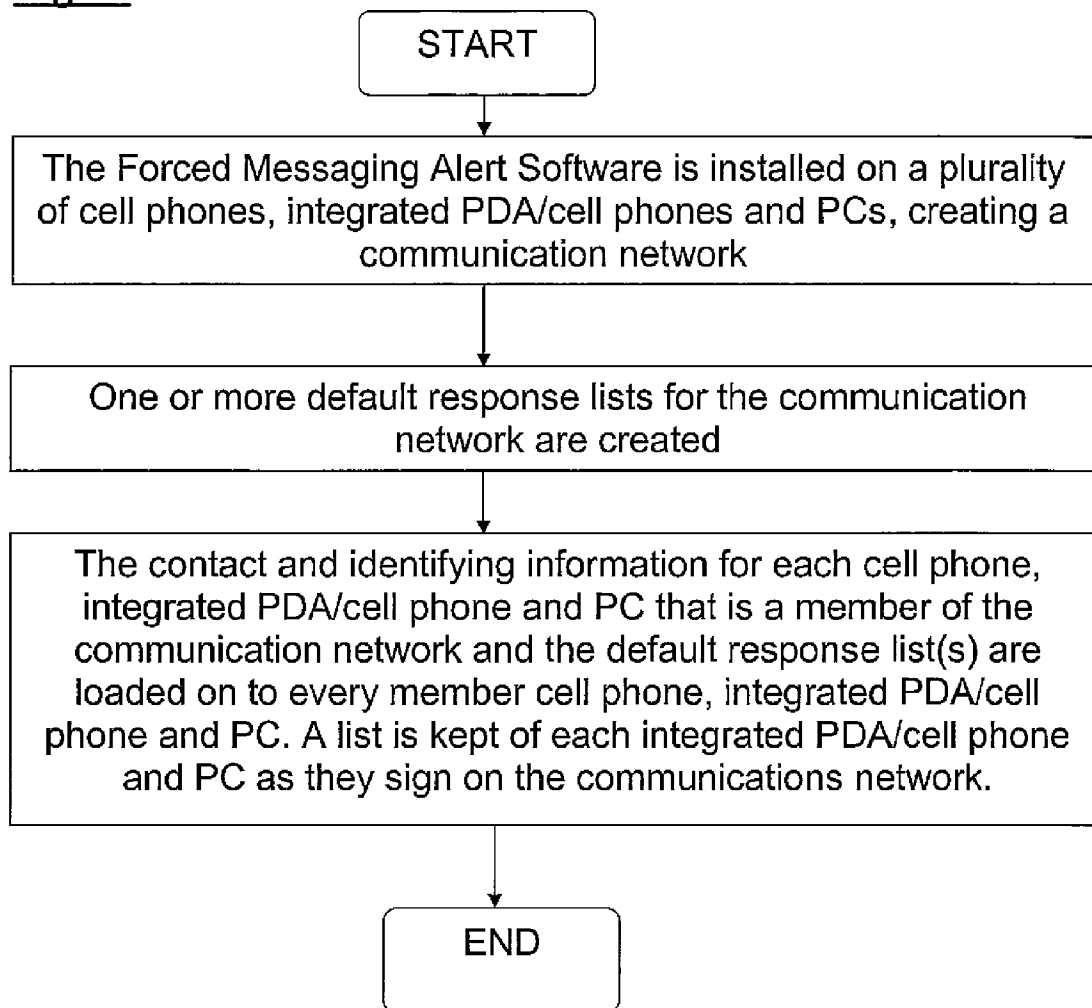 START
The Forced Messaging Alert Software is installed on a plurality
of cell phones, integrated PDA/cell phones and PCs, creating a
communication network
One or more default response lists for the communication
network are created
The contact and identifying information for each cell phone,
integrated PDA/cell phone and PC that is a member of the
communication network and the default response list(s) are
loaded on to every member cell phone, integrated PDA/cell
phone and PC. A list is kept of each integrated PDA/cell phone
and PC as they sign on the communications network.
END